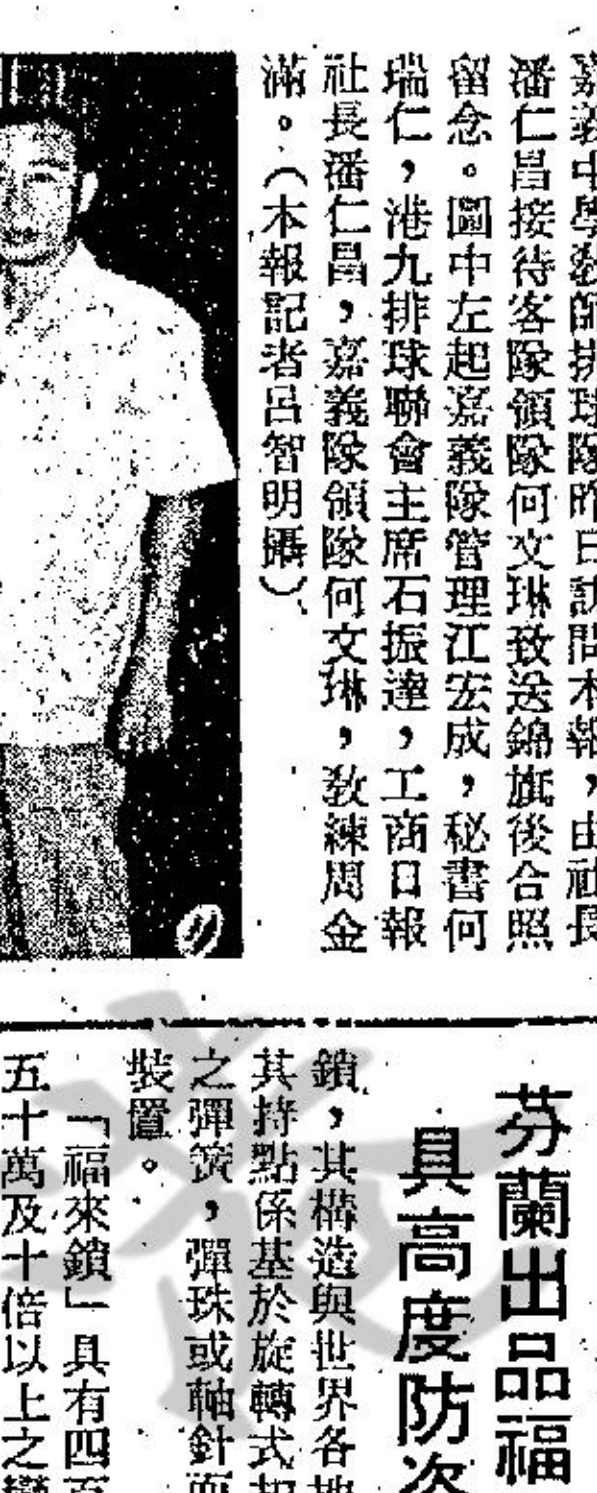 嘉義中學教師排球隊昨日訪問本報，由社長
潘仁昌接待客隊領隊何文琳致送錦旗後合照
留念。圖中左起嘉義隊管理江宏成，秘書何
瑞仁，港九排球聯會主席石振達，工商日報
社長潘仁昌，嘉義隊領隊何文琳，教練周金
滿。（本報記者呂智明攝）
芬蘭出品福
具高度防
鎖，其構造與世界各地
其持點係基於旋轉式
之彈簧，彈珠或軸針而
裝置。
「福來鎖」具有四百
五十萬及十倍以上之變